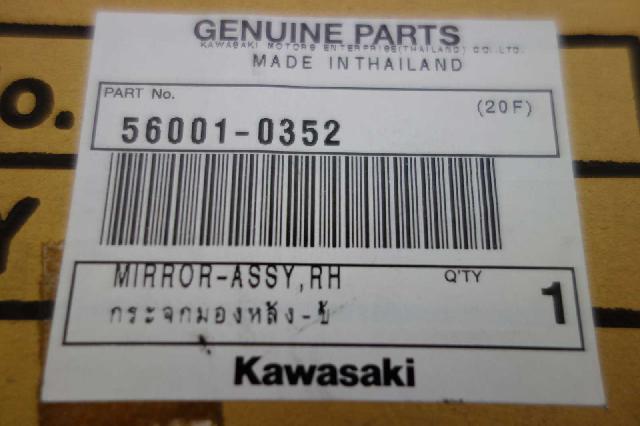 GENUINE PARTS
KAWASAKI MOTORS ENTERPRISE(THAILAND) CO.,LTD.
MADE INTHAILAND
PART No.
(20F)
56001-0352
MIRROR-ASSY,RH
Q'TY
1
กระจกมองหลัง-ขั
Kawasaki
No.
Y